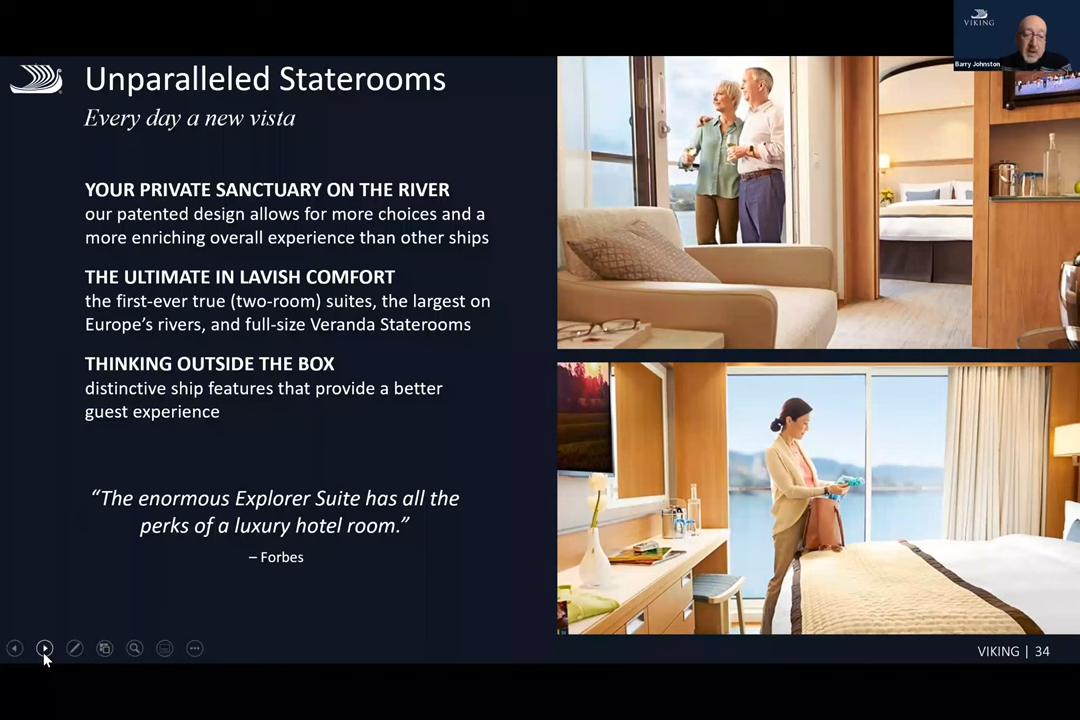 VIKING
Barry Johnston
Unparalleled Staterooms
Every day a new vista
YOUR PRIVATE SANCTUARY ON THE RIVER
our patented design allows for more choices and a
more enriching overall experience than other ships
THE ULTIMATE IN LAVISH COMFORT
the first-ever true (two-room) suites, the largest on
Europe’s rivers, and full-size Veranda Staterooms
THINKING OUTSIDE THE BOX
distinctive ship features that provide a better
guest experience
“The enormous Explorer Suite has all the
perks of a luxury hotel room.”
– Forbes
VIKING | 34